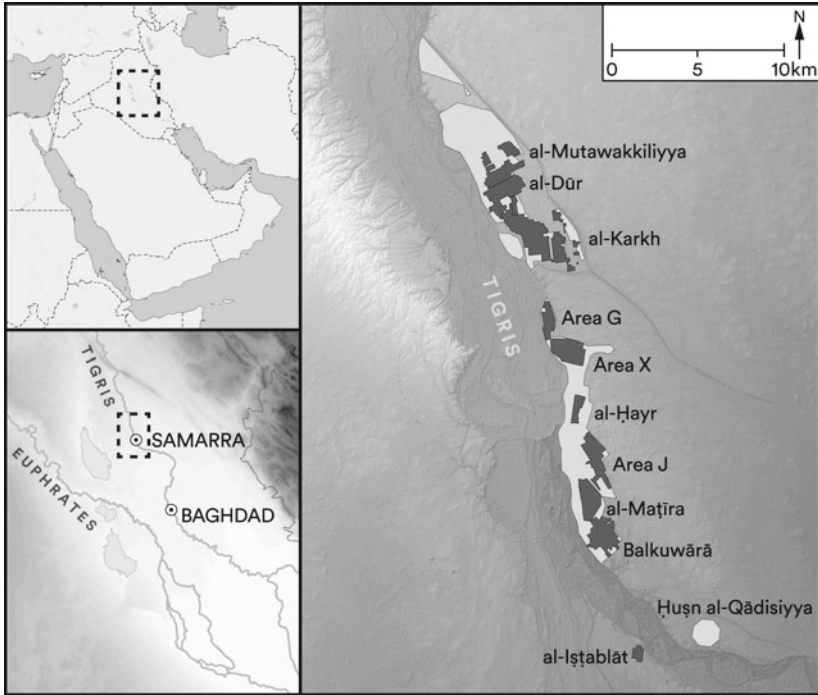 TIGRIS
SAMARRA
EUPHRATES
BAGHDAD
N
0 5 10km
al-Mutawakkiliyya
al-Dūr
al-Karkh
TIGRIS
Area G
Area X
al-Ḥayr
Area J
al-Maṭīra
Balkuwārā
Ḥuṣn al-Qādisiyya
al-Iṣṭablāt